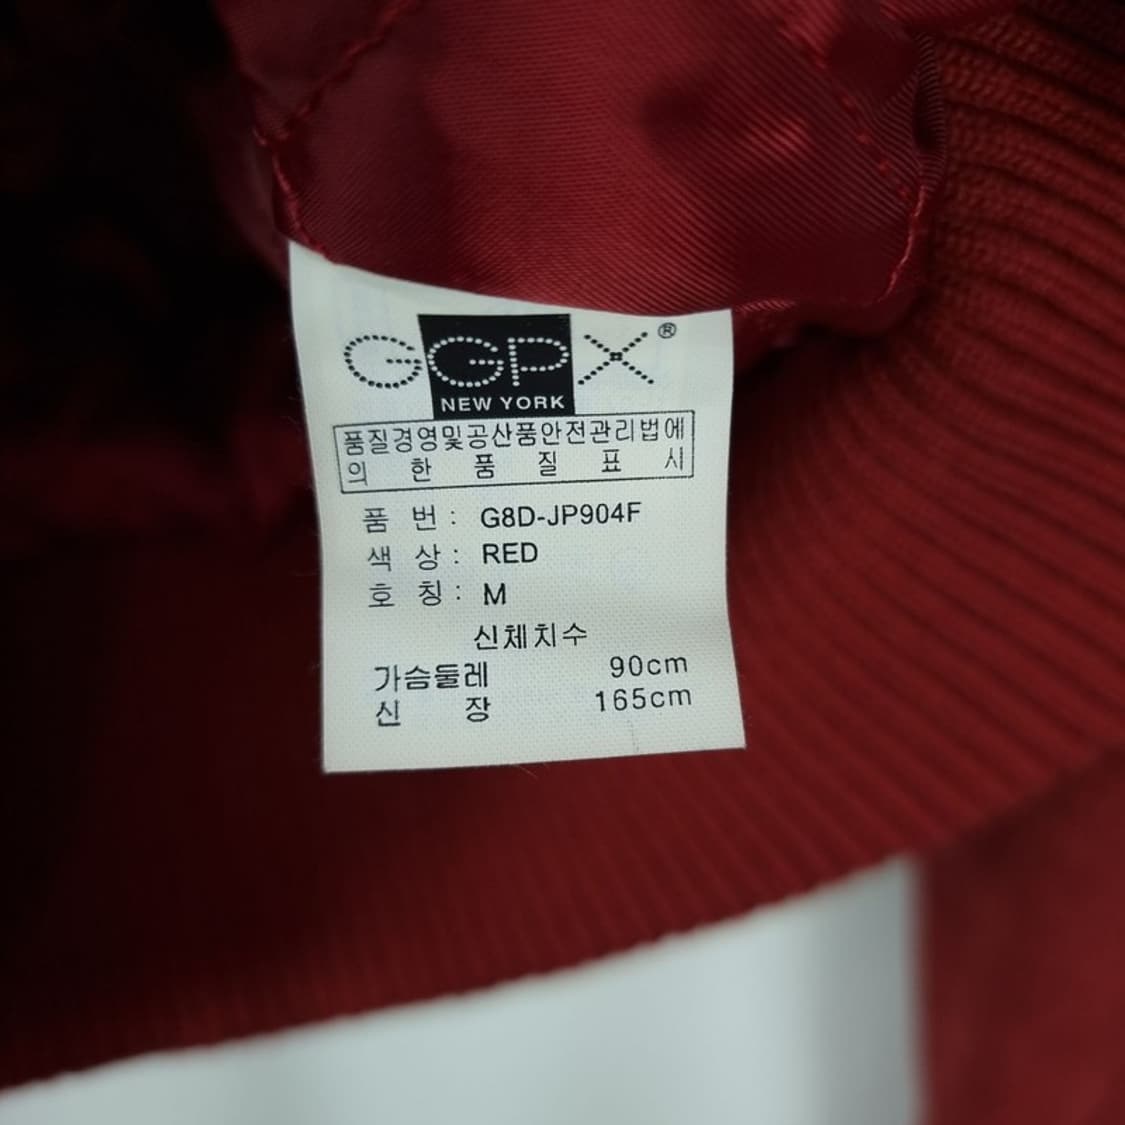 GGPX®
NEW YORK
품질경영및공산품안전관리법에
의 한 품 질 표 시
품 번 : G8D-JP904F
색 상 : RED
호 칭 : M
신체치수
가슴둘레 90cm
신 장 165cm